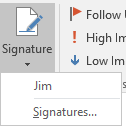 Signature
Follow U
! High Im
Low Im
Jim
Signatures...